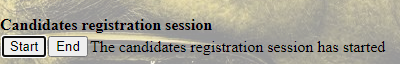 Candidates registration session
Start End The candidates registration session has started